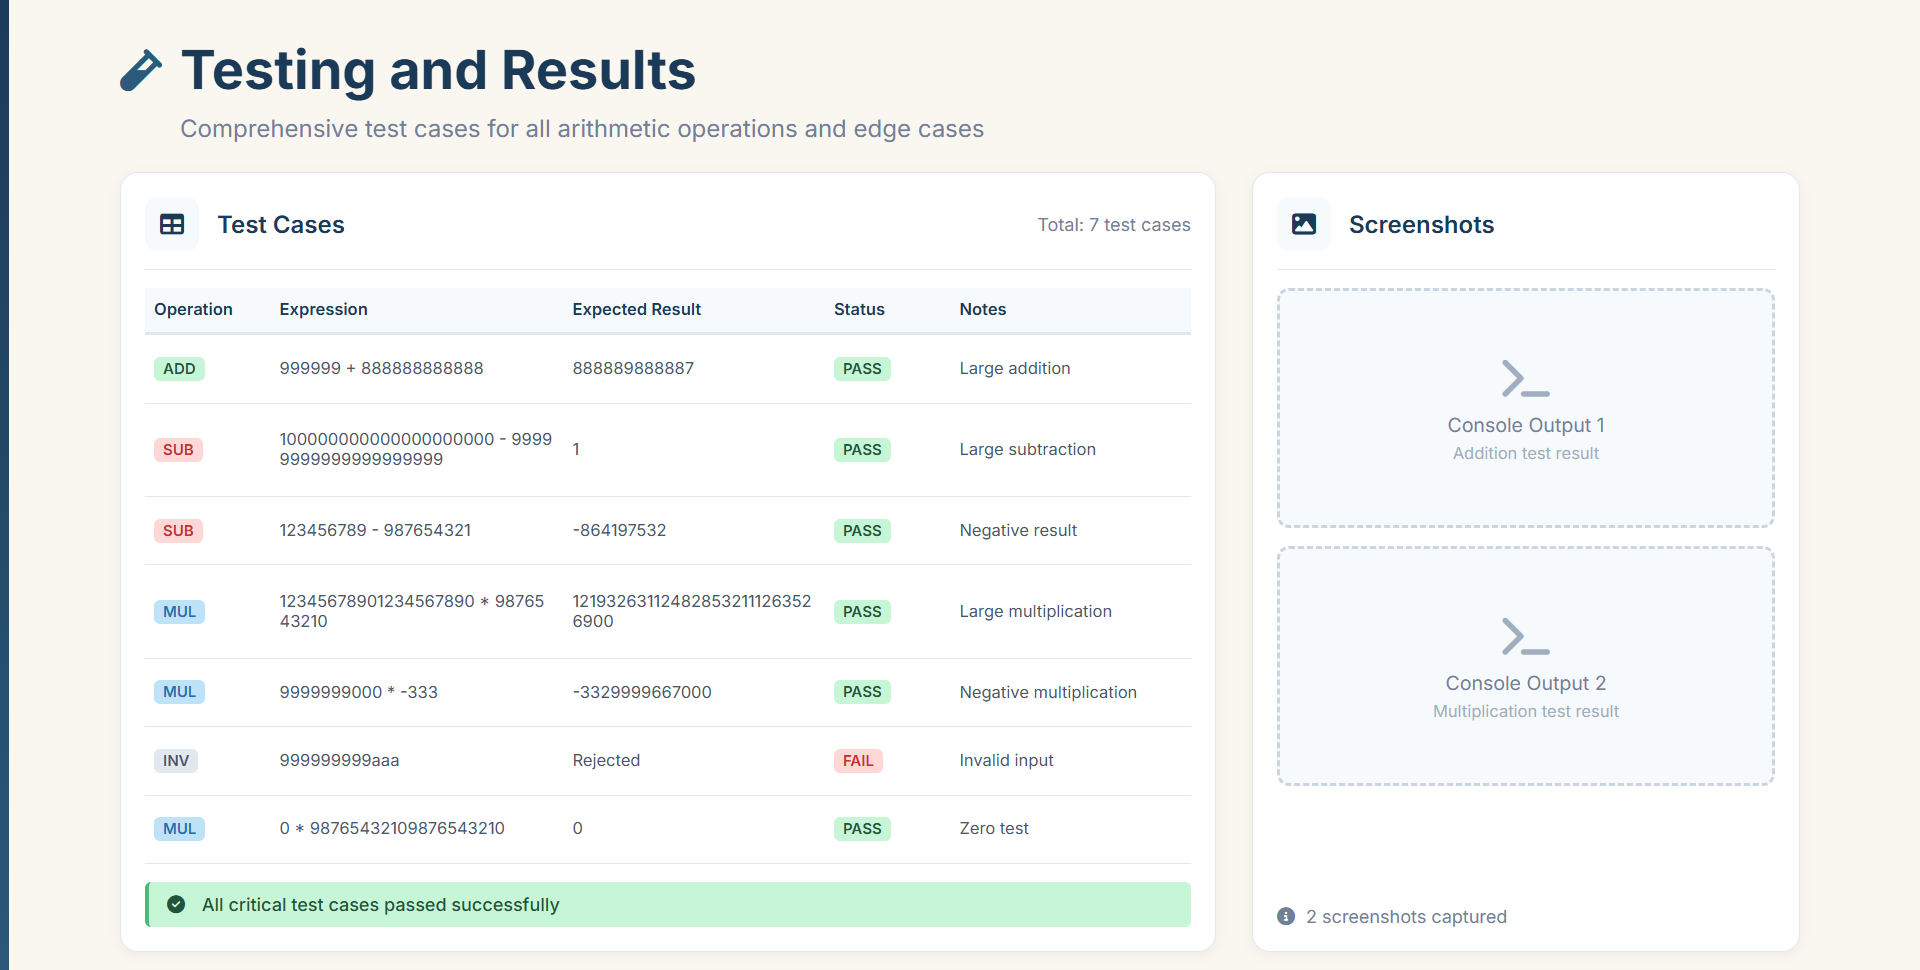 Testing and Results
Comprehensive test cases for all arithmetic operations and edge cases
Test Cases
Total: 7 test cases
Operation Expression Expected Result Status Notes
ADD 999999 + 888888888888 888889888887 PASS Large addition
SUB 100000000000000000000 - 9999
9999999999999999 1 PASS Large subtraction
SUB 123456789 - 987654321 -864197532 PASS Negative result
MUL 12345678901234567890 * 98765
43210 12193263112482853211126352
6900 PASS Large multiplication
MUL 9999999000 * -333 -3329999667000 PASS Negative multiplication
INV 999999999aaa Rejected FAIL Invalid input
MUL 0 * 98765432109876543210 0 PASS Zero test
All critical test cases passed successfully
Screenshots
Console Output 1
Addition test result
Console Output 2
Multiplication test result
2 screenshots captured